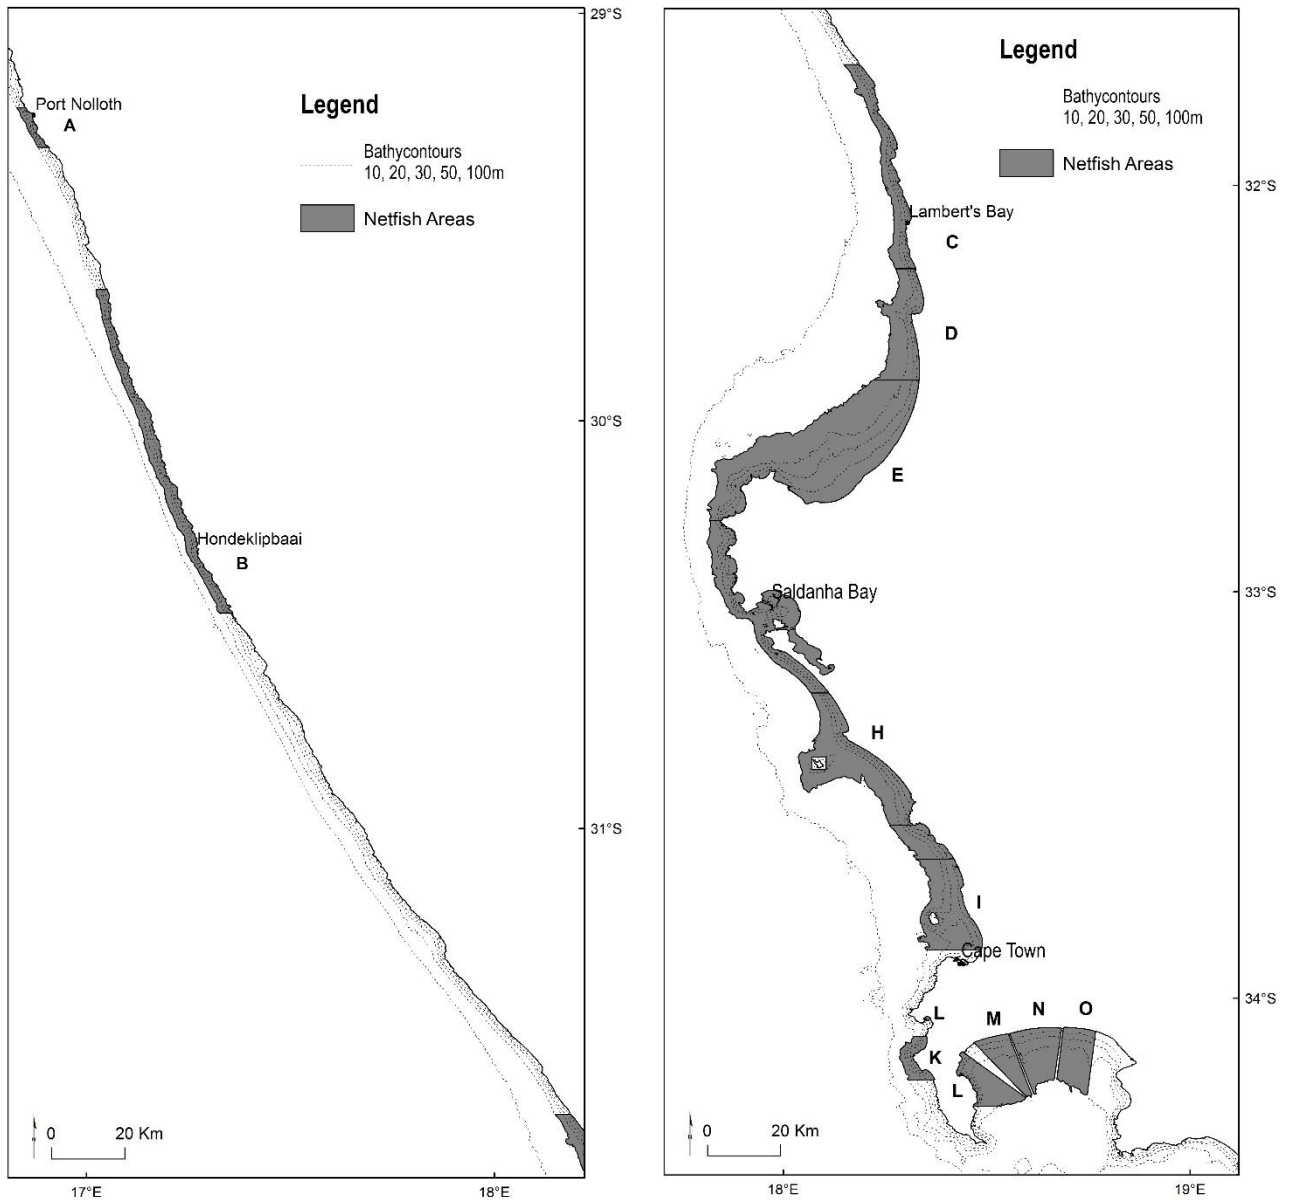 29°S
Port Nolloth
A
Legend
Bathycontours
10, 20, 30, 50, 100m
Netfish Areas
30°S
Hondeklipbaai
B
31°S
0 20 Km
17°E 18°E
Legend
Bathycontours
10, 20, 30, 50, 100m
Netfish Areas
32°S
Lambert's Bay
C
D
E
Saldanha Bay
33°S
H
I
Cape Town
34°S
L M N O
K
L
0 20 Km
18°E 19°E